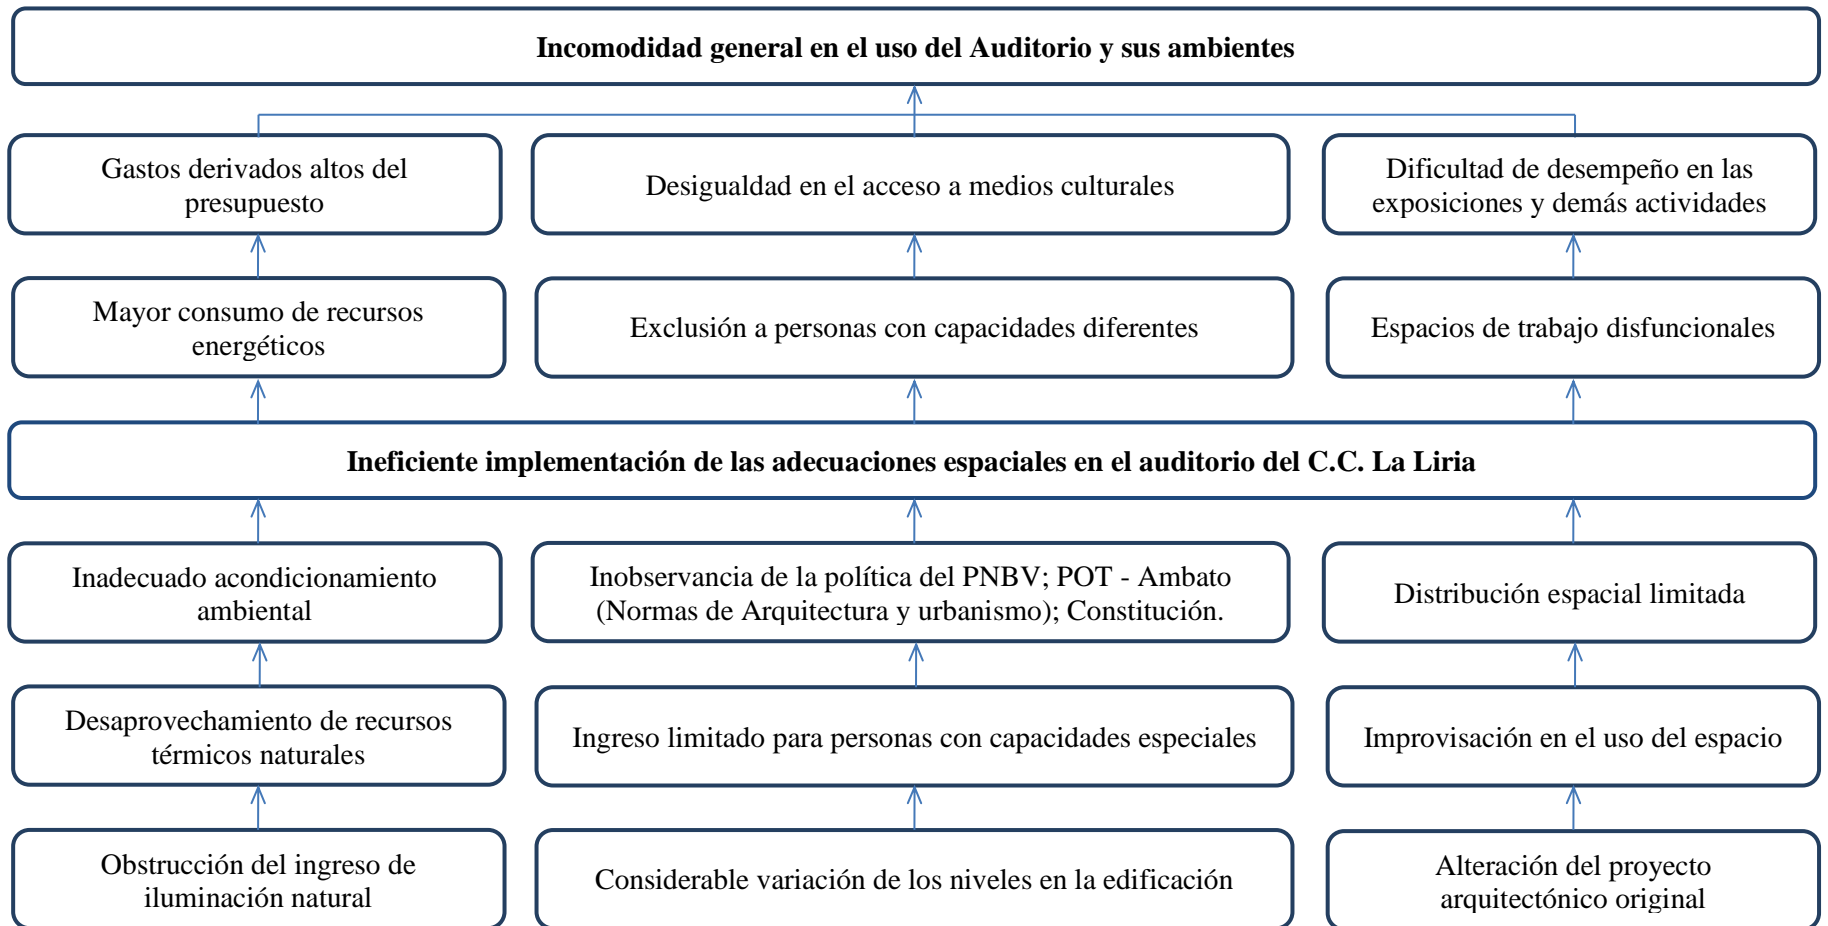 Incomodidad general en el uso del Auditorio y sus ambientes
Gastos derivados altos del
presupuesto
Desigualdad en el acceso a medios culturales
Dificultad de desempeño en las
exposiciones y demás actividades
Mayor consumo de recursos
energéticos
Exclusión a personas con capacidades diferentes
Espacios de trabajo disfuncionales
Ineficiente implementación de las adecuaciones espaciales en el auditorio del C.C. La Liria
Inadecuado acondicionamiento
ambiental
Inobservancia de la política del PNBV; POT - Ambato
(Normas de Arquitectura y urbanismo); Constitución.
Distribución espacial limitada
Desaprovechamiento de recursos
térmicos naturales
Ingreso limitado para personas con capacidades especiales
Improvisación en el uso del espacio
Obstrucción del ingreso de
iluminación natural
Considerable variación de los niveles en la edificación
Alteración del proyecto
arquitectónico original